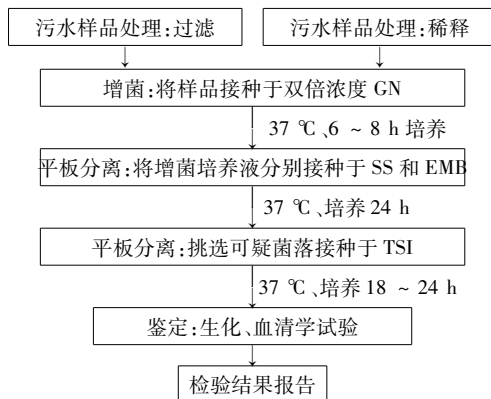 污水样品处理:过滤
污水样品处理:稀释
增菌:将样品接种于双倍浓度 GN
37 ℃、6 ~ 8 h 培养
平板分离:将增菌培养液分别接种于 SS 和 EMB
37 ℃、培养 24 h
平板分离:挑选可疑菌落接种于 TSI
37 ℃、培养 18 ~ 24 h
鉴定:生化、血清学试验
检验结果报告